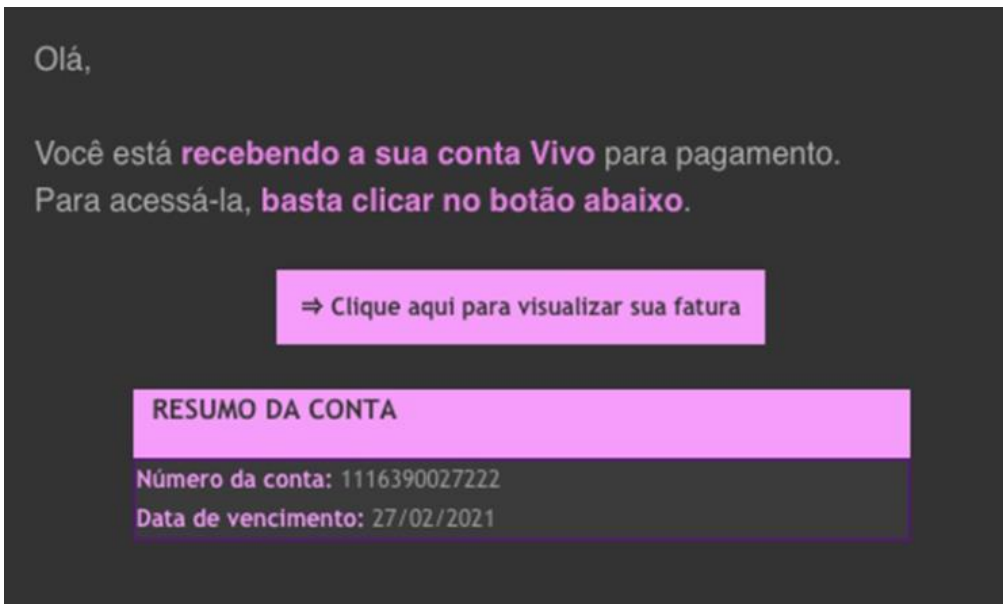 Olá,
Você está recebendo a sua conta Vivo para pagamento.
Para acessá-la, basta clicar no botão abaixo.
⇒ Clique aqui para visualizar sua fatura
RESUMO DA CONTA
Número da conta: 1116390027222
Data de vencimento: 27/02/2021